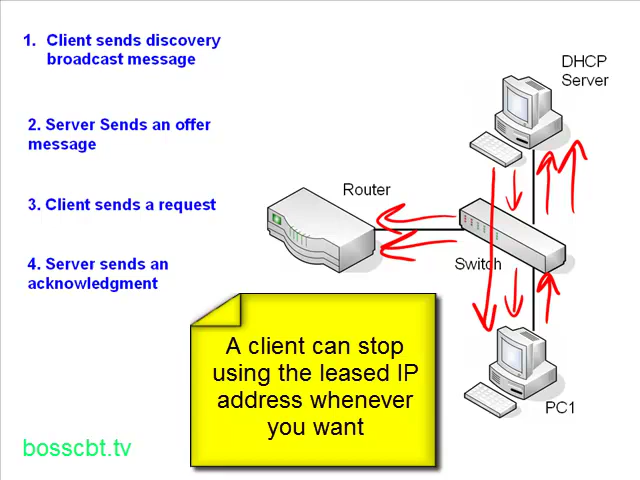 1. Client sends discovery
broadcast message
2. Server Sends an offer
message
3. Client sends a request
4. Server sends an
acknowledgment
DHCP
Server
Router
Switch
PC1
A client can stop
using the leased IP
address whenever
you want
bosscbt.tv